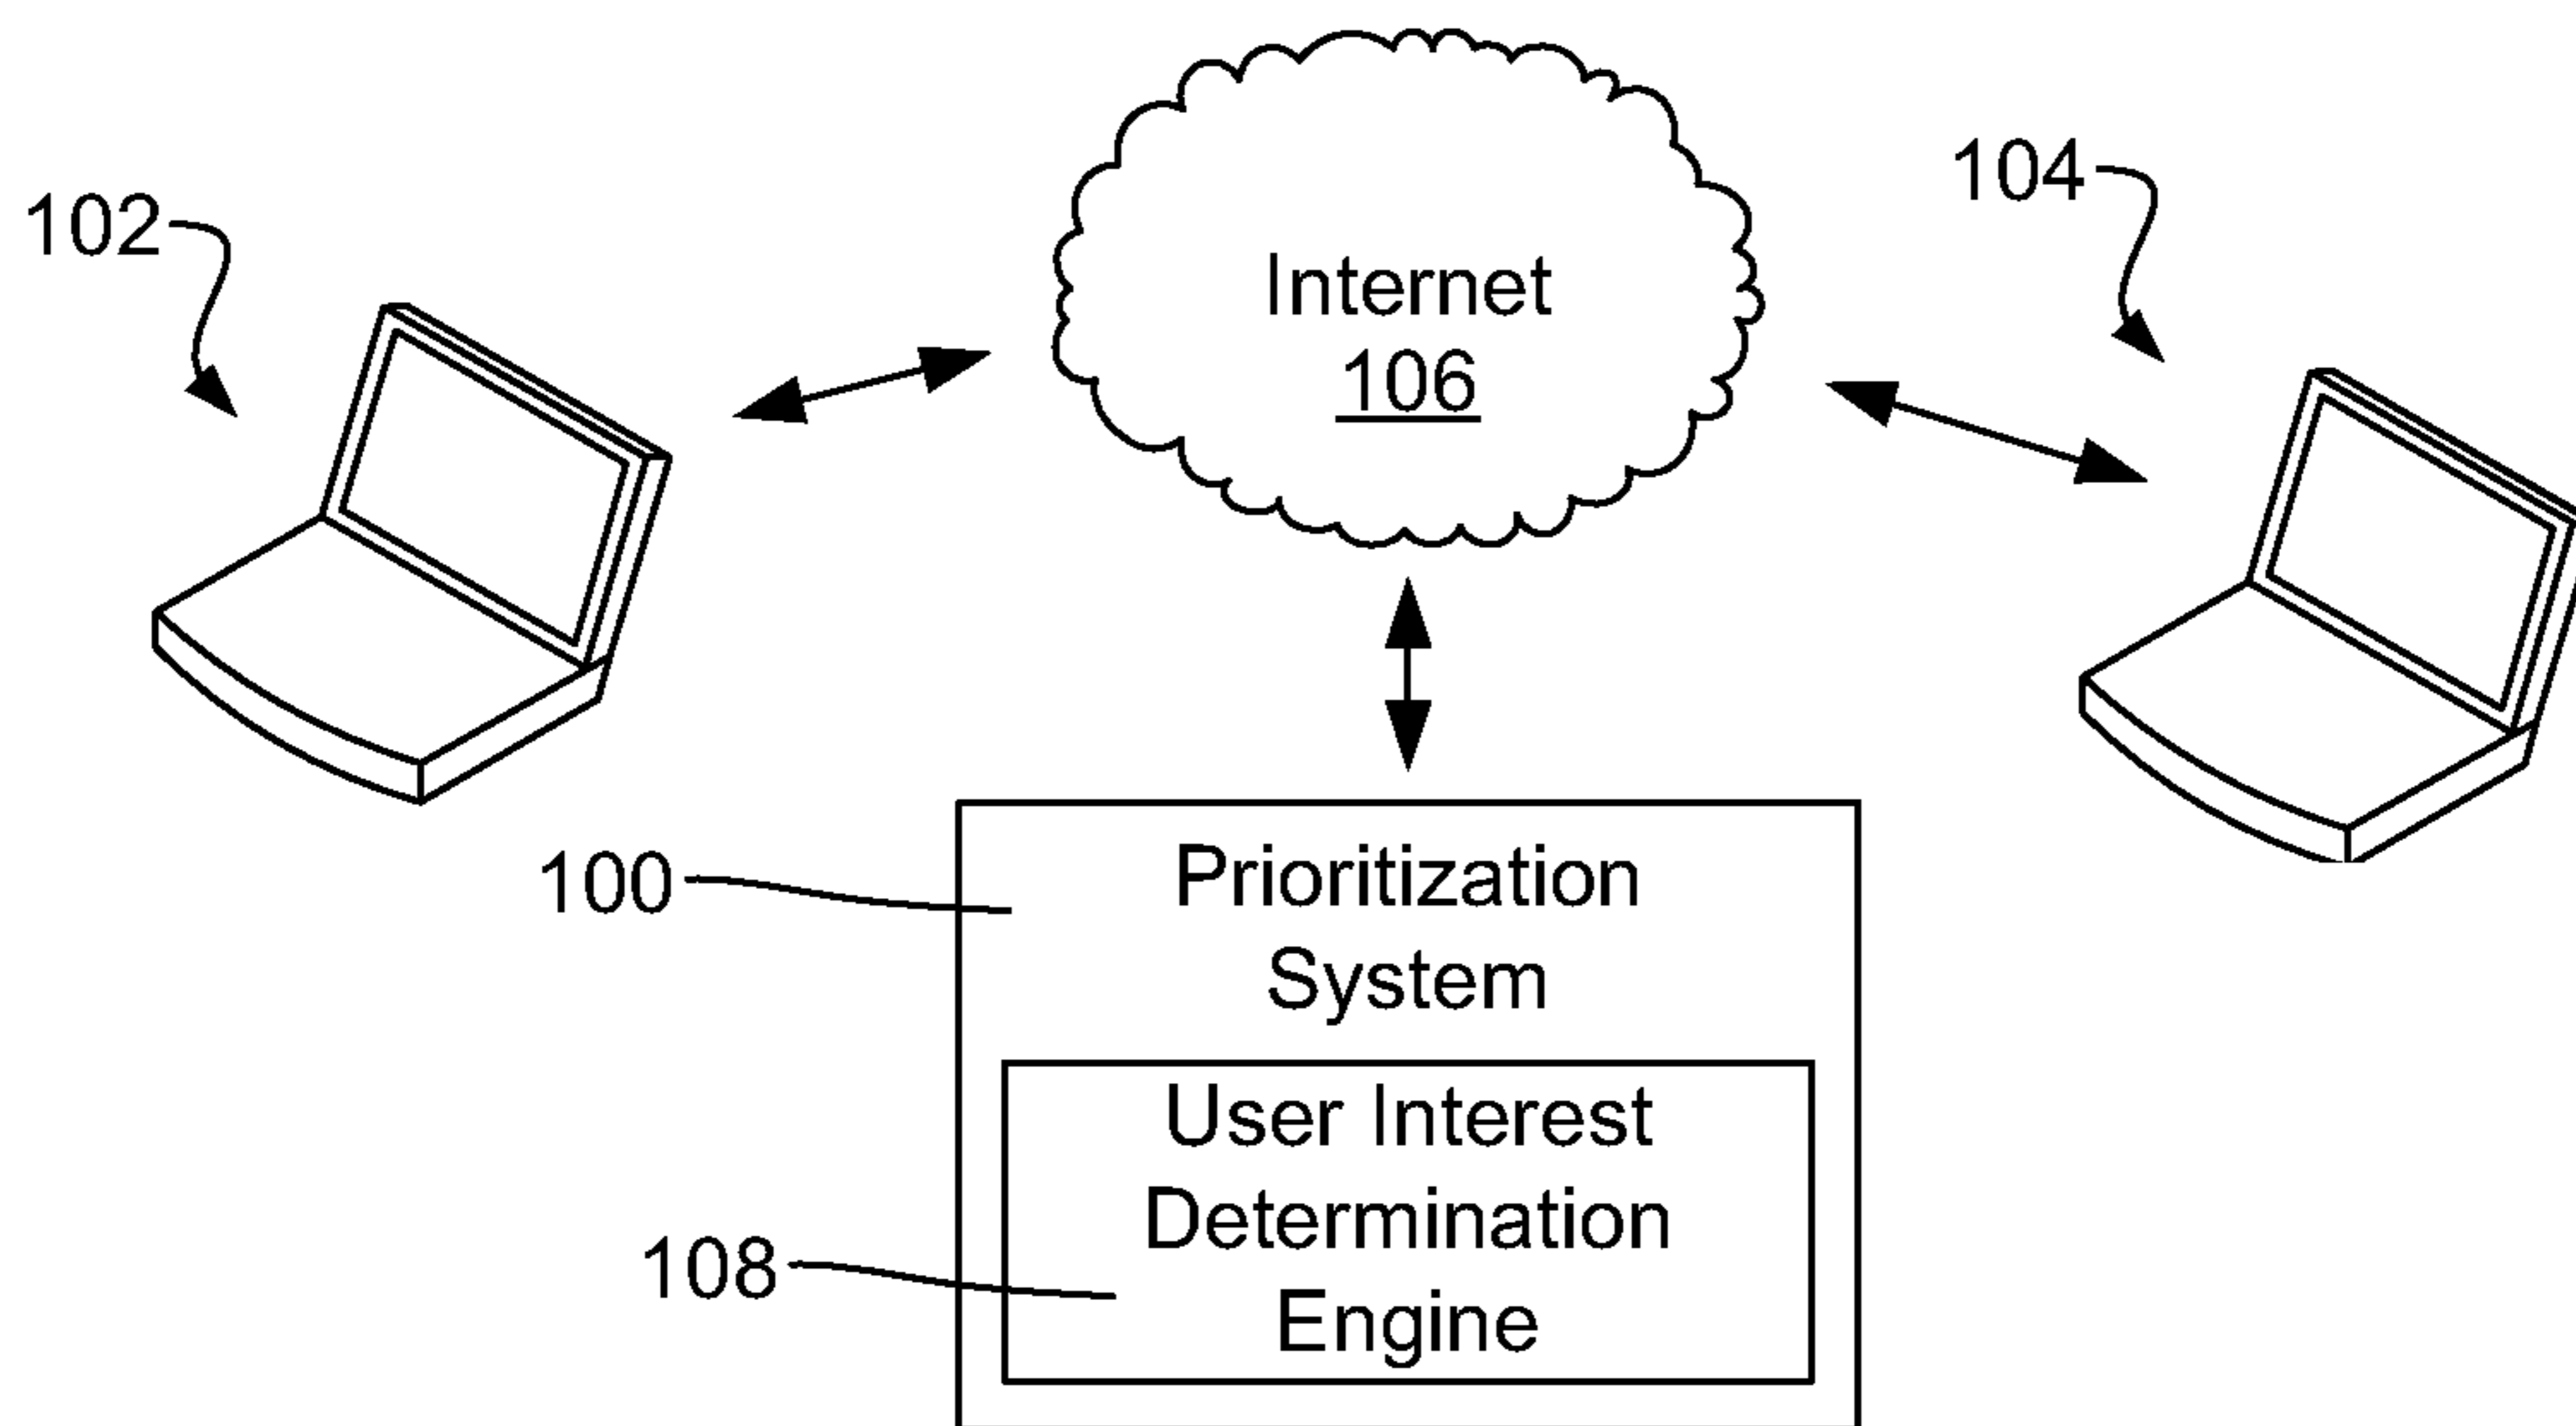 102
104
Internet
106
100
Prioritization
System
User Interest
Determination
108
Engine